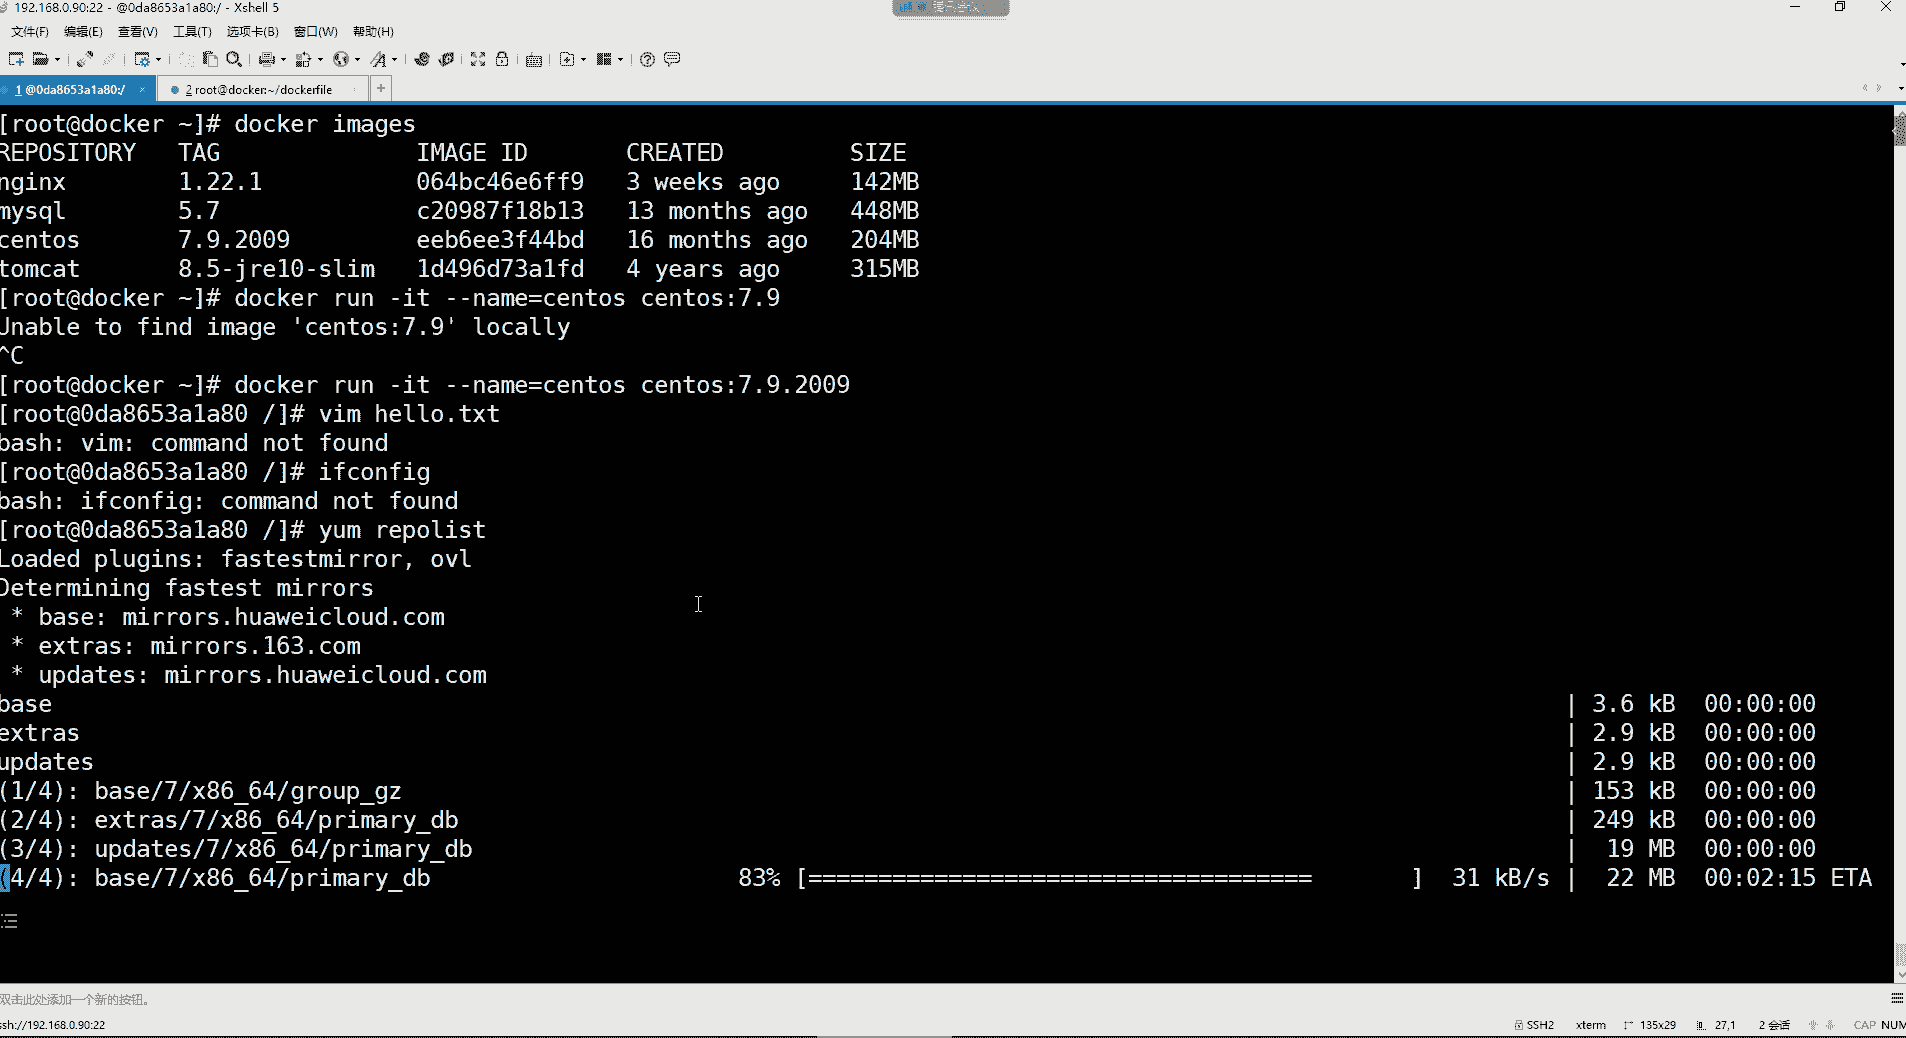 192.168.0.90:22 - @0da8653a1a80:/ - Xshell 5
文件(F) 编辑(E) 查看(V) 工具(T) 选项卡(B) 窗口(W) 帮助(H)
1 @0da8653a1a80:/ × 2 root@docker:~/dockerfile +
[root@docker ~]# docker images
REPOSITORY TAG IMAGE ID CREATED SIZE
nginx 1.22.1 064bc46e6ff9 3 weeks ago 142MB
mysql 5.7 c20987f18b13 13 months ago 448MB
centos 7.9.2009 eeb6ee3f44bd 16 months ago 204MB
tomcat 8.5-jre10-slim 1d496d73a1fd 4 years ago 315MB
[root@docker ~]# docker run -it --name=centos centos:7.9
Unable to find image 'centos:7.9' locally
^C
[root@docker ~]# docker run -it --name=centos centos:7.9.2009
[root@0da8653a1a80 /]# vim hello.txt
bash: vim: command not found
[root@0da8653a1a80 /]# ifconfig
bash: ifconfig: command not found
[root@0da8653a1a80 /]# yum repolist
Loaded plugins: fastestmirror, ovl
Determining fastest mirrors
* base: mirrors.huaweicloud.com
* extras: mirrors.163.com
* updates: mirrors.huaweicloud.com
base | 3.6 kB 00:00:00
extras | 2.9 kB 00:00:00
updates | 2.9 kB 00:00:00
(1/4): base/7/x86_64/group_gz | 153 kB 00:00:00
(2/4): extras/7/x86_64/primary_db | 249 kB 00:00:00
(3/4): updates/7/x86_64/primary_db | 19 MB 00:00:00
(4/4): base/7/x86_64/primary_db 83% [==================================== ] 31 kB/s | 22 MB 00:02:15 ETA
双击此处添加一个新的按钮。
ssh://192.168.0.90:22 SSH2 xterm 135x29 27,1 2 会话 CAP NUM